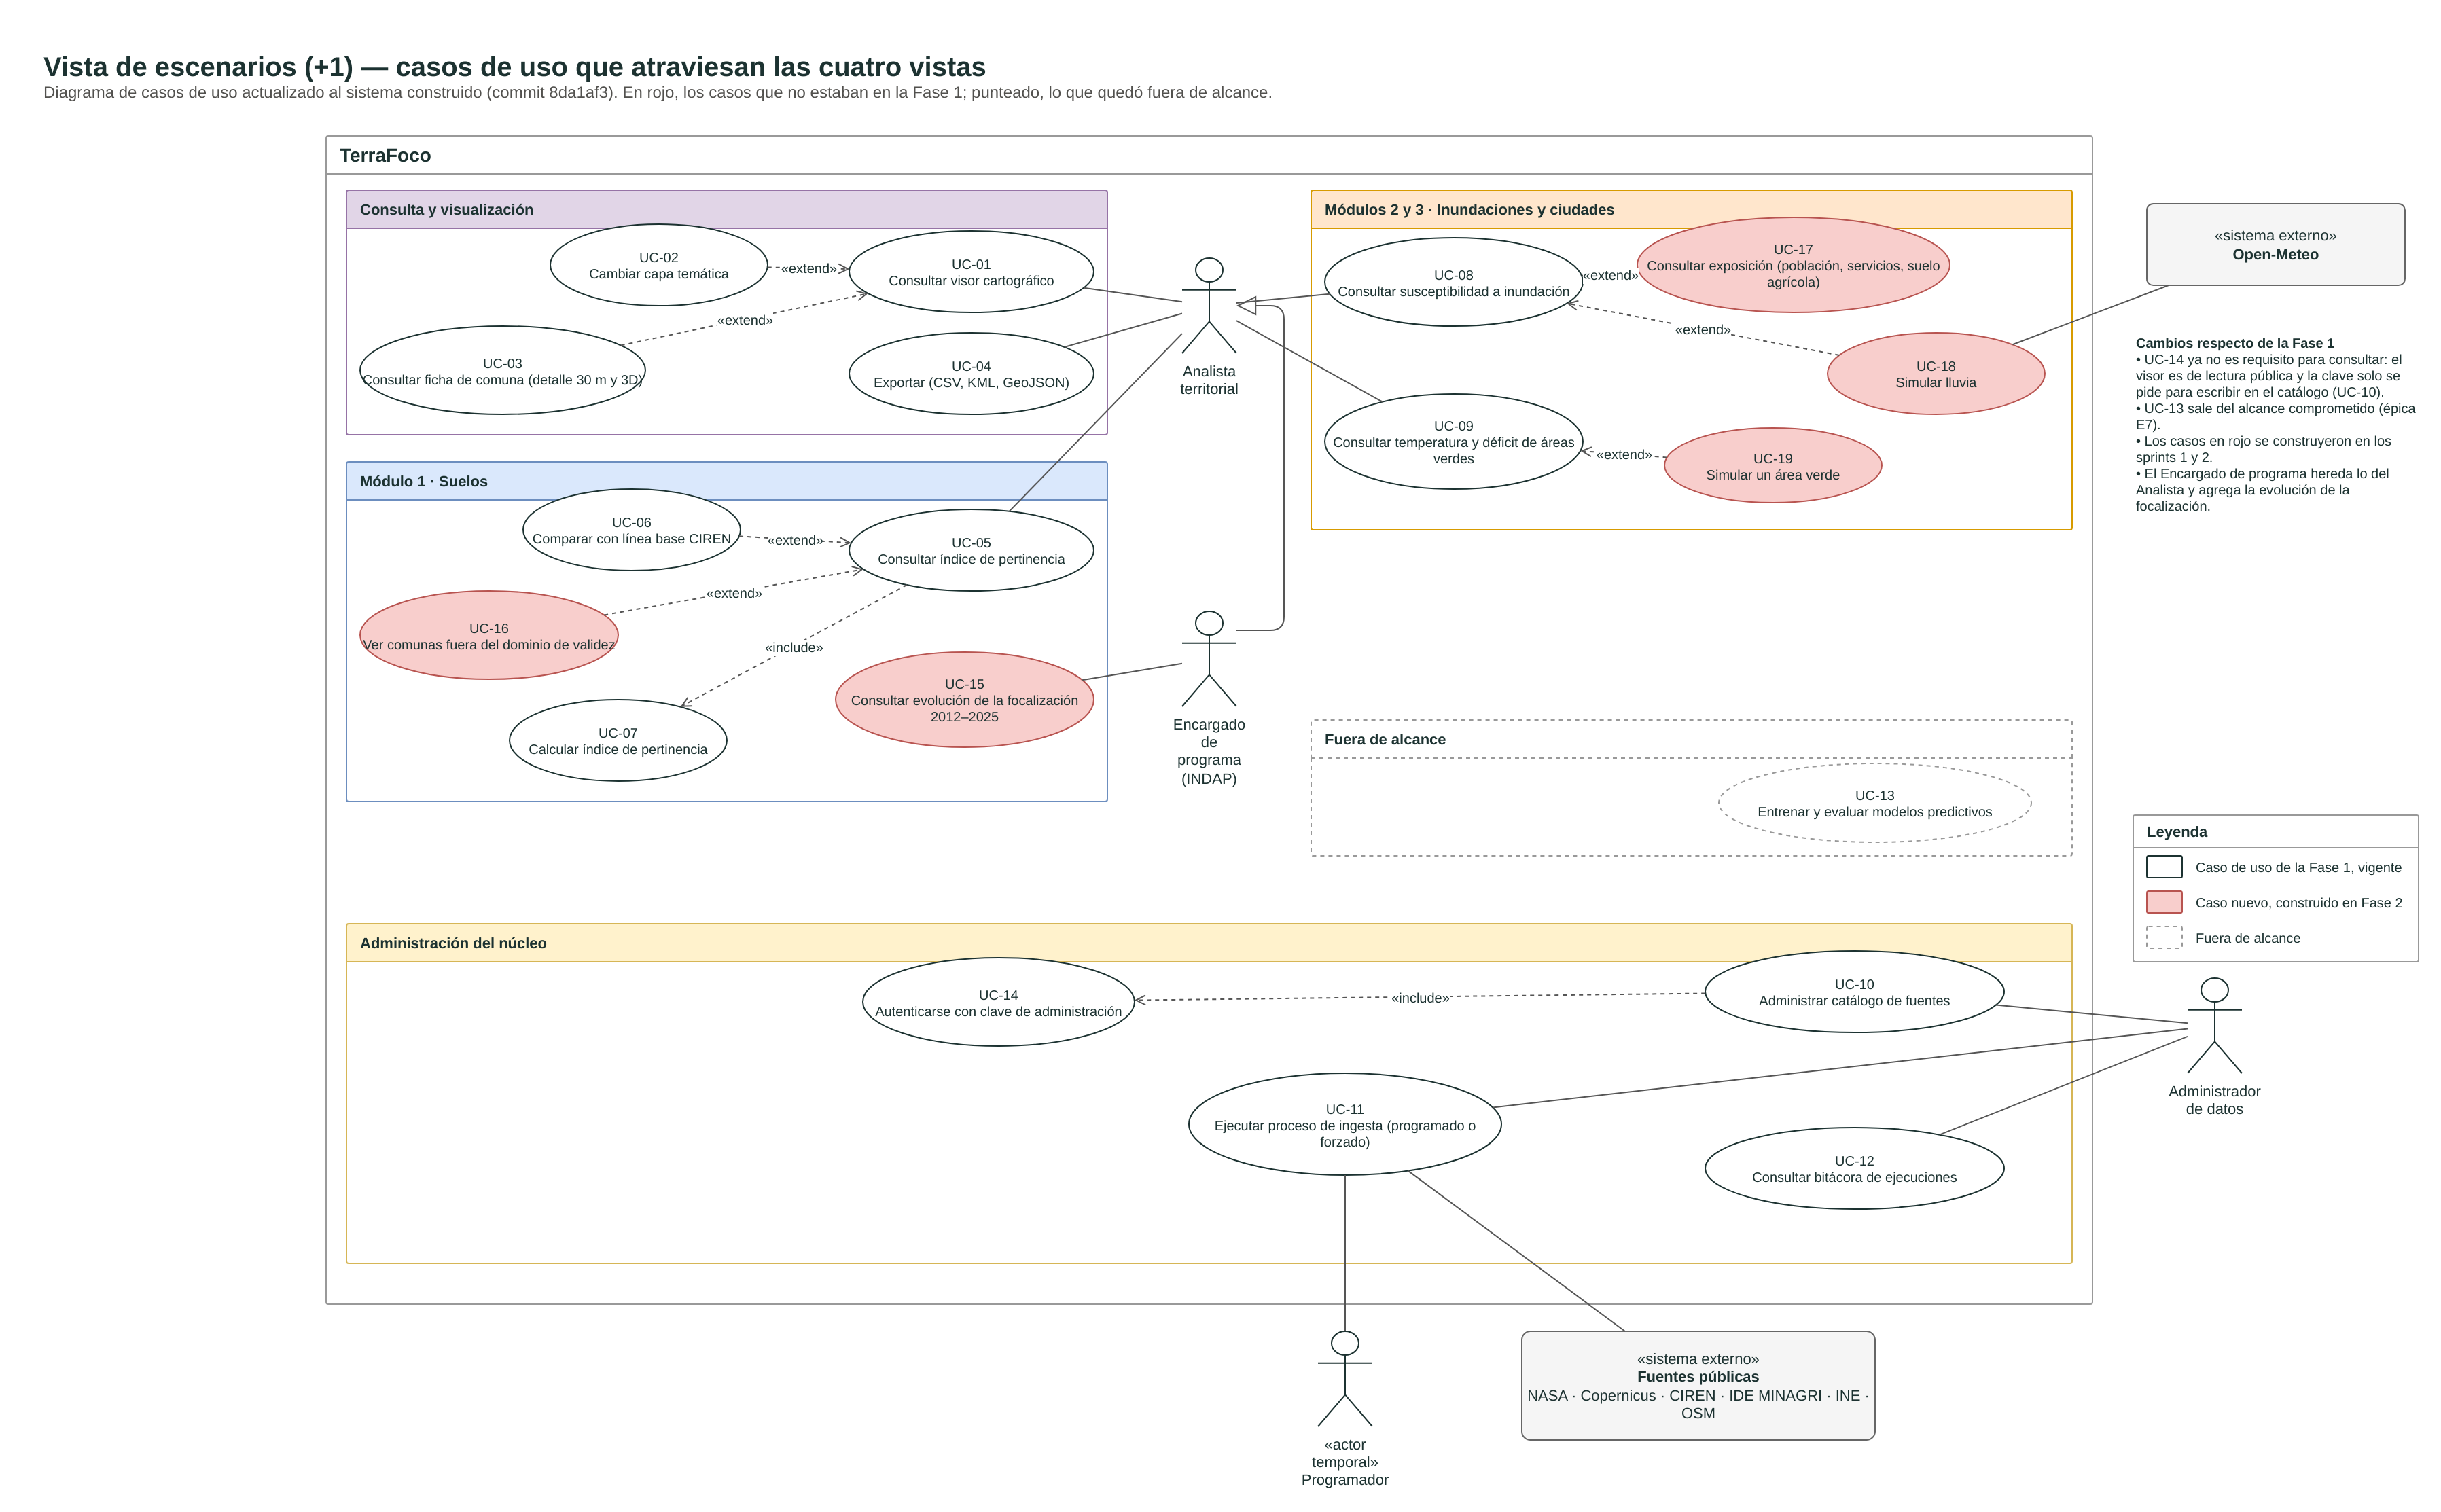 Vista de escenarios (+1) — casos de uso que atraviesan las cuatro vistas
Diagrama de casos de uso actualizado al sistema construido (commit 8da1af3). En rojo, los casos que no estaban en la Fase 1; punteado, lo que quedó fuera de alcance.
TerraFoco
Consulta y visualización
UC-02
Cambiar capa temática
«extend»
UC-01
Consultar visor cartográfico
«extend»
UC-03
Consultar ficha de comuna (detalle 30 m y 3D)
UC-04
Exportar (CSV, KML, GeoJSON)
Analista
territorial
Módulos 2 y 3 · Inundaciones y ciudades
UC-08
Consultar susceptibilidad a inundación
«extend»
UC-17
Consultar exposición (población, servicios, suelo
agrícola)
«extend»
UC-18
Simular lluvia
UC-09
Consultar temperatura y déficit de áreas
verdes
«extend»
UC-19
Simular un área verde
«sistema externo»
Open-Meteo
Cambios respecto de la Fase 1
• UC-14 ya no es requisito para consultar: el
visor es de lectura pública y la clave solo se
pide para escribir en el catálogo (UC-10).
• UC-13 sale del alcance comprometido (épica
E7).
• Los casos en rojo se construyeron en los
sprints 1 y 2.
• El Encargado de programa hereda lo del
Analista y agrega la evolución de la
focalización.
Módulo 1 · Suelos
UC-06
Comparar con línea base CIREN
«extend»
UC-05
Consultar índice de pertinencia
«extend»
UC-16
Ver comunas fuera del dominio de validez
«include»
UC-15
Consultar evolución de la focalización
2012–2025
UC-07
Calcular índice de pertinencia
Encargado
de
programa
(INDAP)
Fuera de alcance
UC-13
Entrenar y evaluar modelos predictivos
Leyenda
Caso de uso de la Fase 1, vigente
Caso nuevo, construido en Fase 2
Fuera de alcance
Administración del núcleo
UC-14
Autenticarse con clave de administración
«include»
UC-10
Administrar catálogo de fuentes
UC-11
Ejecutar proceso de ingesta (programado o
forzado)
UC-12
Consultar bitácora de ejecuciones
Administrador
de datos
«sistema externo»
Fuentes públicas
NASA · Copernicus · CIREN · IDE MINAGRI · INE ·
OSM
«actor
temporal»
Programador